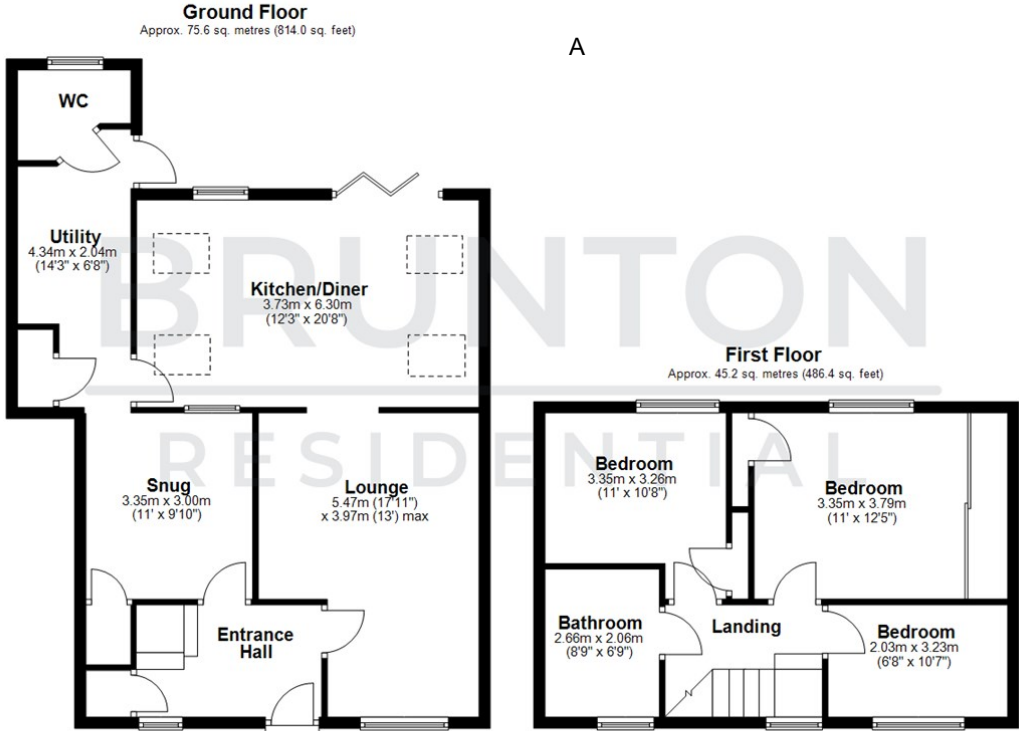 Ground Floor
Approx. 75.6 sq. metres (814.0 sq. feet)
A
WC
Utility
4.34m x 2.04m
(14'3" x 6'8")
Kitchen/Diner
3.73m x 6.30m
(12'3" x 20'8")
BRUNTON
RESIDENTIAL
Snug
3.35m x 3.00m
(11' x 9'10")
Lounge
5.47m (17'11")
x 3.97m (13') max
Entrance
Hall
First Floor
Approx. 45.2 sq. metres (486.4 sq. feet)
Bedroom
3.35m x 3.26m
(11' x 10'8")
Bedroom
3.35m x 3.79m
(11' x 12'5")
Bathroom
2.66m x 2.06m
(8'9" x 6'9")
Landing
Bedroom
2.03m x 3.23m
(6'8" x 10'7")
N